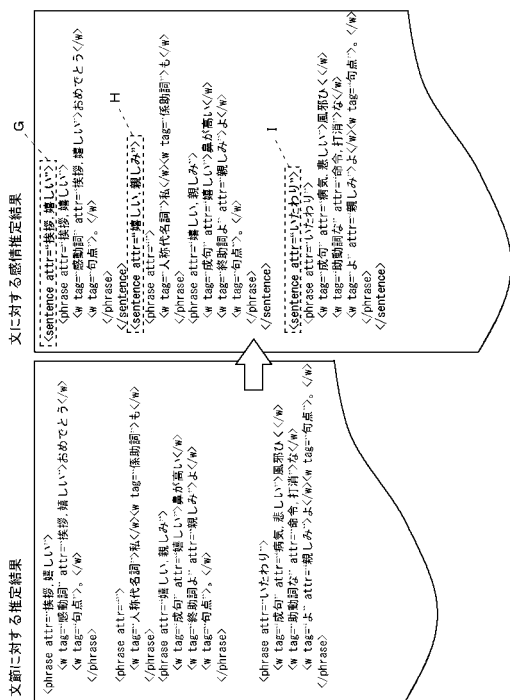 文節に対する推定結果
<phrase attr="挨拶,嬉しい">
<w tag="感動詞" attr="挨拶,嬉しい">おめでとう</w>
<w tag="句点">。</w>
</phrase>
<phrase attr="">
<w tag="人称代名詞">私</w><w tag="係助詞">も</w>
</phrase>
<phrase attr="嬉しい,親しみ">
<w tag="成句" attr="嬉しい">鼻が高い</w>
<w tag="終助詞よ" attr="親しみ">よ</w>
<w tag="句点">。</w>
</phrase>
<phrase attr="いたわり">
<w tag="成句" attr="病気,悲しい">風邪ひく</w>
<w tag="助動詞な" attr="命令,打消">な</w>
<w tag="よ" attr="親しみ">よ</w><w tag="句点">。</w>
</phrase>
文に対する感情推定結果
G
<sentence attr="挨拶,嬉しい">
<phrase attr="挨拶,嬉しい">
<w tag="感動詞" attr="挨拶,嬉しい">おめでとう</w>
<w tag="句点">。</w>
</phrase>
</sentence>
H
<sentence attr="嬉しい,親しみ">
<phrase attr="">
<w tag="人称代名詞">私</w><w tag="係助詞">も</w>
</phrase>
<phrase attr="嬉しい,親しみ">
<w tag="成句" attr="嬉しい">鼻が高い</w>
<w tag="終助詞よ" attr="親しみ">よ</w>
<w tag="句点">。</w>
</phrase>
</sentence>
I
<sentence attr="いたわり">
<phrase attr="いたわり">
<w tag="成句" attr="病気,悲しい">風邪ひく</w>
<w tag="助動詞な" attr="命令,打消">な</w>
<w tag="よ" attr="親しみ">よ</w><w tag="句点">。</w>
</phrase>
</sentence>